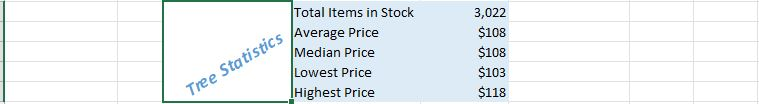 Tree Statistics
Total Items in Stock 3,022
Average Price $108
Median Price $108
Lowest Price $103
Highest Price $118